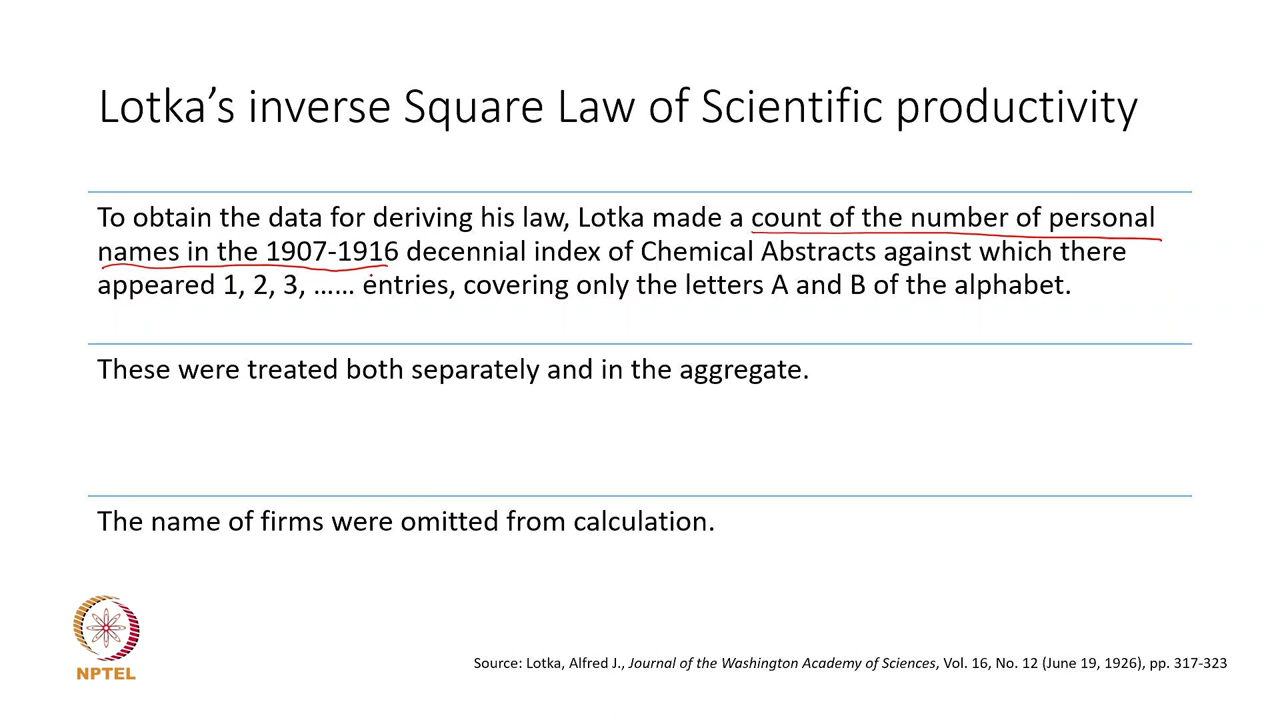 Lotka’s inverse Square Law of Scientific productivity
To obtain the data for deriving his law, Lotka made a count of the number of personal
names in the 1907-1916 decennial index of Chemical Abstracts against which there
appeared 1, 2, 3, …… entries, covering only the letters A and B of the alphabet.
These were treated both separately and in the aggregate.
The name of firms were omitted from calculation.
NPTEL
Source: Lotka, Alfred J., Journal of the Washington Academy of Sciences, Vol. 16, No. 12 (June 19, 1926), pp. 317-323